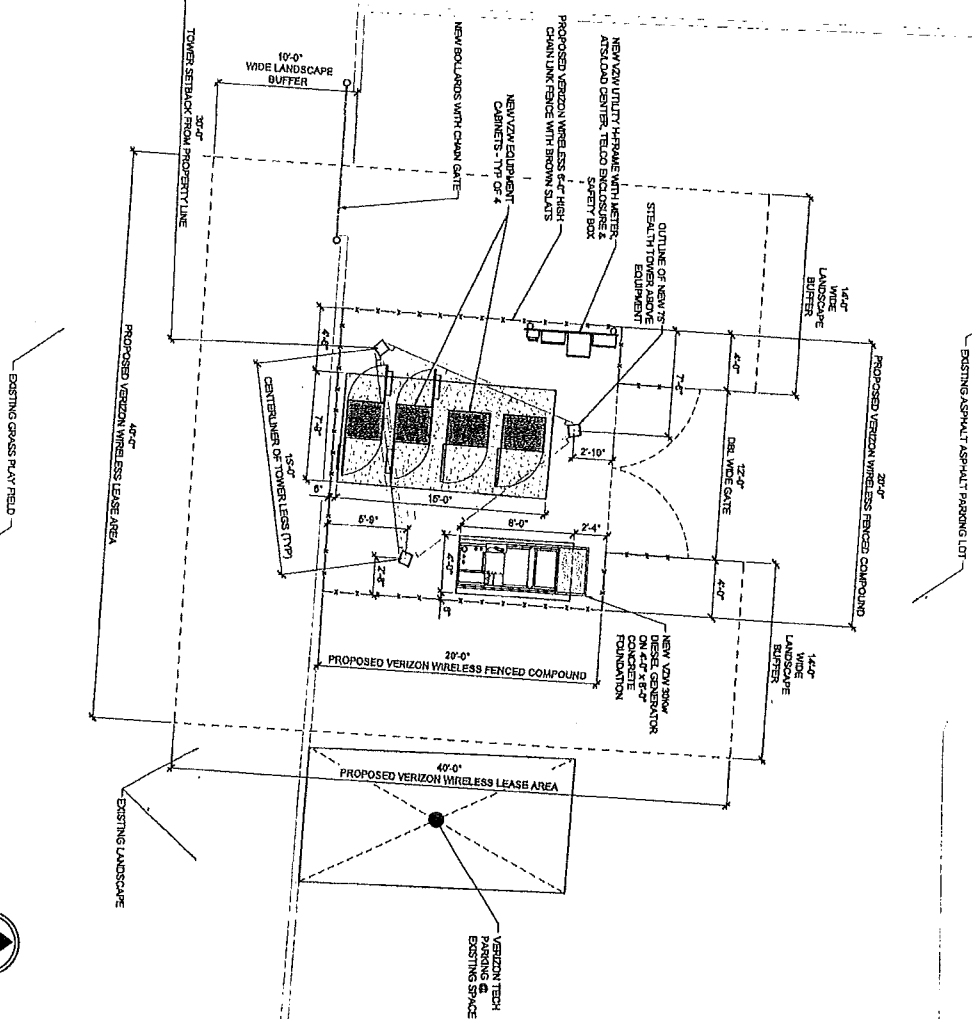 10'-0"
WIDE LANDSCAPE
BUFFER
30'-0"
TOWER SETBACK FROM PROPERTY LINE
NEW BOLLARDS WITH CHAIN GATE
PROPOSED VERIZON WIRELESS 6'-0" HIGH
CHAIN LINK FENCE WITH BROWN SLATS
NEW VZW EQUIPMENT
CABINETS - TYP OF 4
NEW VZW UTILITY H-FRAME WITH METER,
ATS/LOAD CENTER, TELCO ENCLOSURE &
SAFETY BOX
OUTLINE OF NEW 75'
STEALTH TOWER ABOVE
EQUIPMENT
14'-0"
WIDE
LANDSCAPE
BUFFER
EXISTING ASPHALT ASPHALT PARKING LOT
20'-0"
PROPOSED VERIZON WIRELESS FENCED COMPOUND
4'-0"
12'-0"
DBL WIDE GATE
4'-0"
2'-10"
4'-0"
7'-0"
6"
15'-0"
15'-0"
CENTERLINER OF TOWER LEGS (TYP)
5'-9"
8'-0"
2'-4"
4'-0"
20'-0"
PROPOSED VERIZON WIRELESS FENCED COMPOUND
NEW VZW 30KW
DIESEL GENERATOR
ON 4'-0" x 8'-0"
CONCRETE
FOUNDATION
14'-0"
WIDE
LANDSCAPE
BUFFER
40'-0"
PROPOSED VERIZON WIRELESS LEASE AREA
40'-0"
PROPOSED VERIZON WIRELESS LEASE AREA
EXISTING GRASS PLAY FIELD
EXISTING LANDSCAPE
VERIZON TECH
PARKING @
EXISTING SPACE